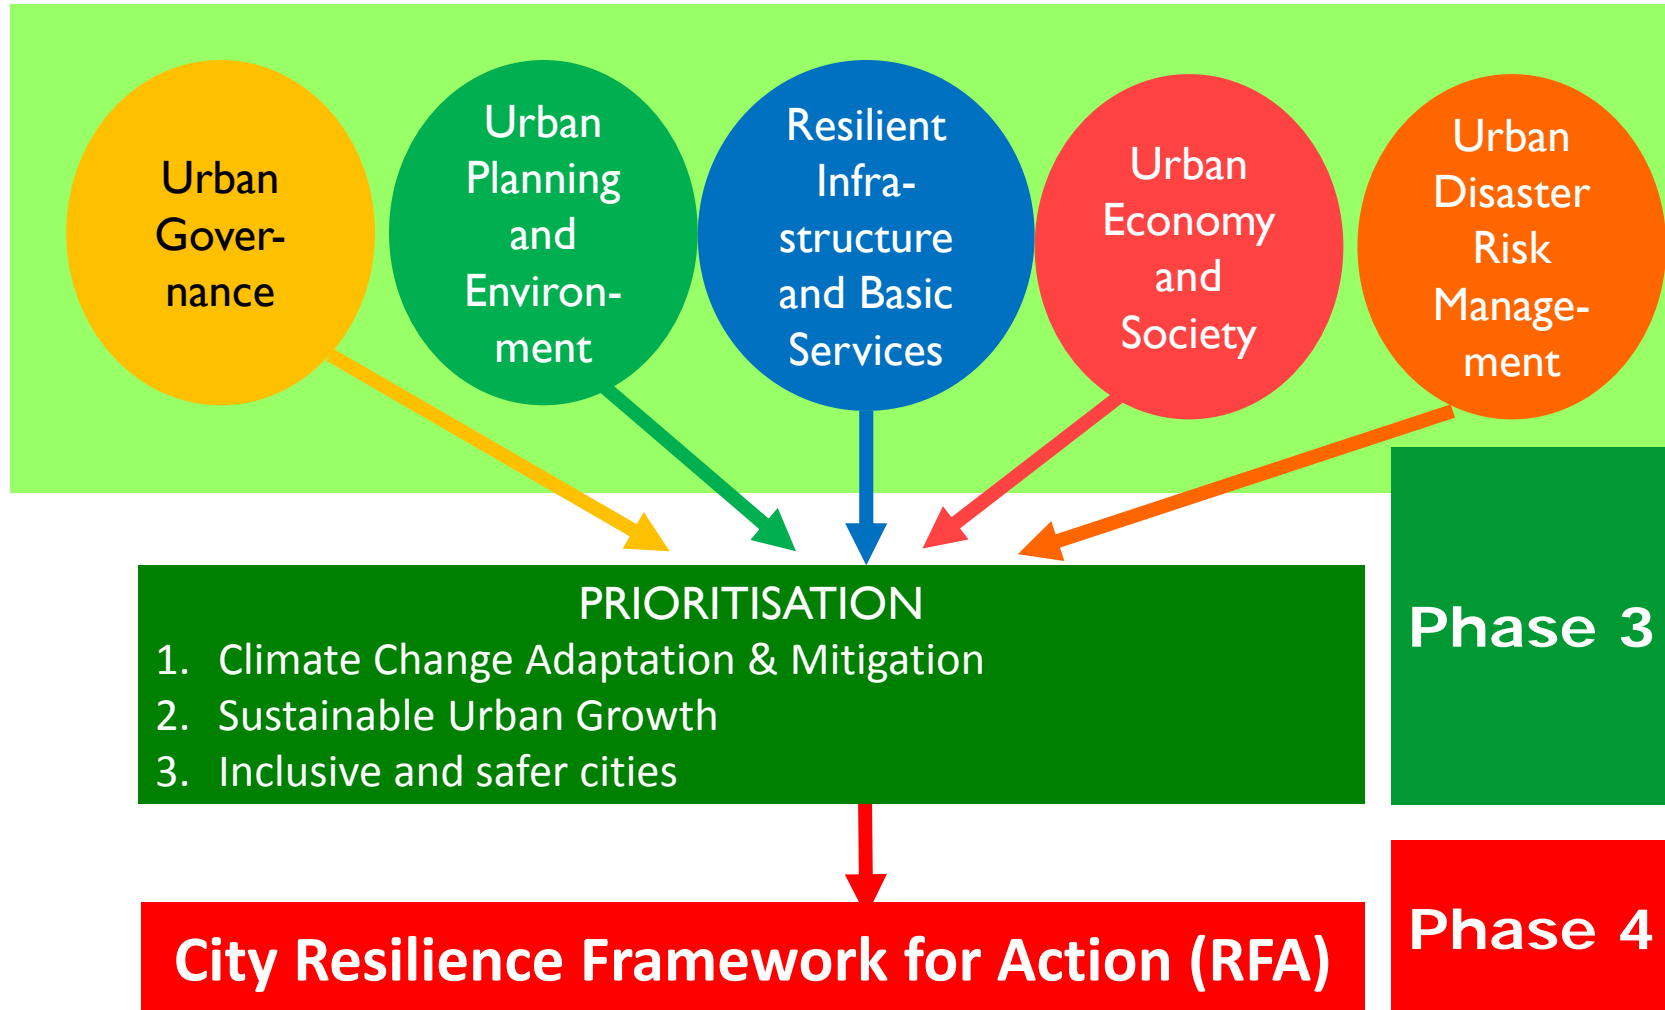 Urban
Gover-
nance
Urban
Planning
and
Environ-
ment
Resilient
Infra-
structure
and Basic
Services
Urban
Economy
and
Society
Urban
Disaster
Risk
Manage-
ment
PRIORITISATION
1. Climate Change Adaptation & Mitigation
2. Sustainable Urban Growth
3. Inclusive and safer cities
Phase 3
City Resilience Framework for Action (RFA)
Phase 4